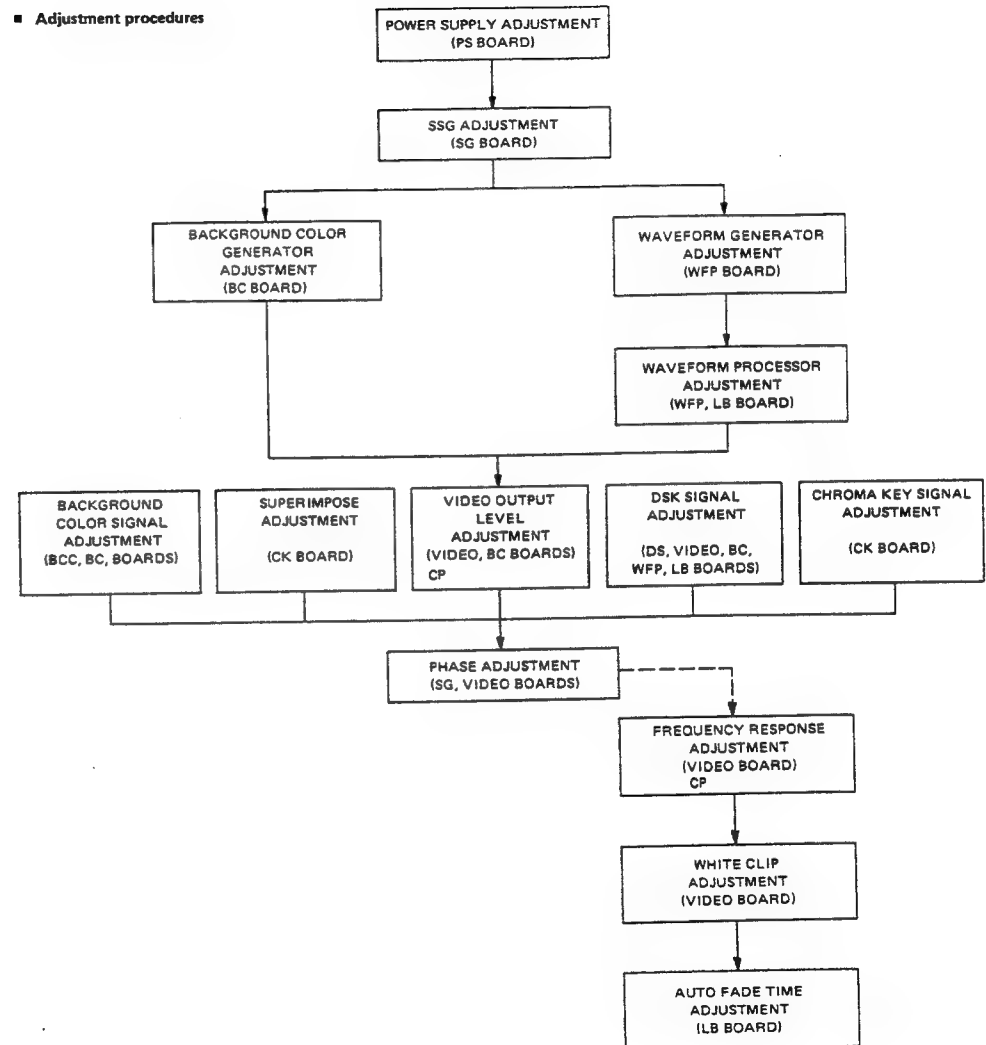 ■ Adjustment procedures
POWER SUPPLY ADJUSTMENT
(PS BOARD)
SSG ADJUSTMENT
(SG BOARD)
BACKGROUND COLOR
GENERATOR
ADJUSTMENT
(BC BOARD)
WAVEFORM GENERATOR
ADJUSTMENT
(WFP BOARD)
WAVEFORM PROCESSOR
ADJUSTMENT
(WFP, LB BOARD)
BACKGROUND
COLOR SIGNAL
ADJUSTMENT
(BCC, BC, BOARDS)
SUPERIMPOSE
ADJUSTMENT
(CK BOARD)
VIDEO OUTPUT
LEVEL
ADJUSTMENT
(VIDEO, BC BOARDS)
CP
DSK SIGNAL
ADJUSTMENT
(DS, VIDEO, BC,
WFP, LB BOARDS)
CHROMA KEY SIGNAL
ADJUSTMENT
(CK BOARD)
PHASE ADJUSTMENT
(SG, VIDEO BOARDS)
FREQUENCY RESPONSE
ADJUSTMENT
(VIDEO BOARD)
CP
WHITE CLIP
ADJUSTMENT
(VIDEO BOARD)
AUTO FADE TIME
ADJUSTMENT
(LB BOARD)